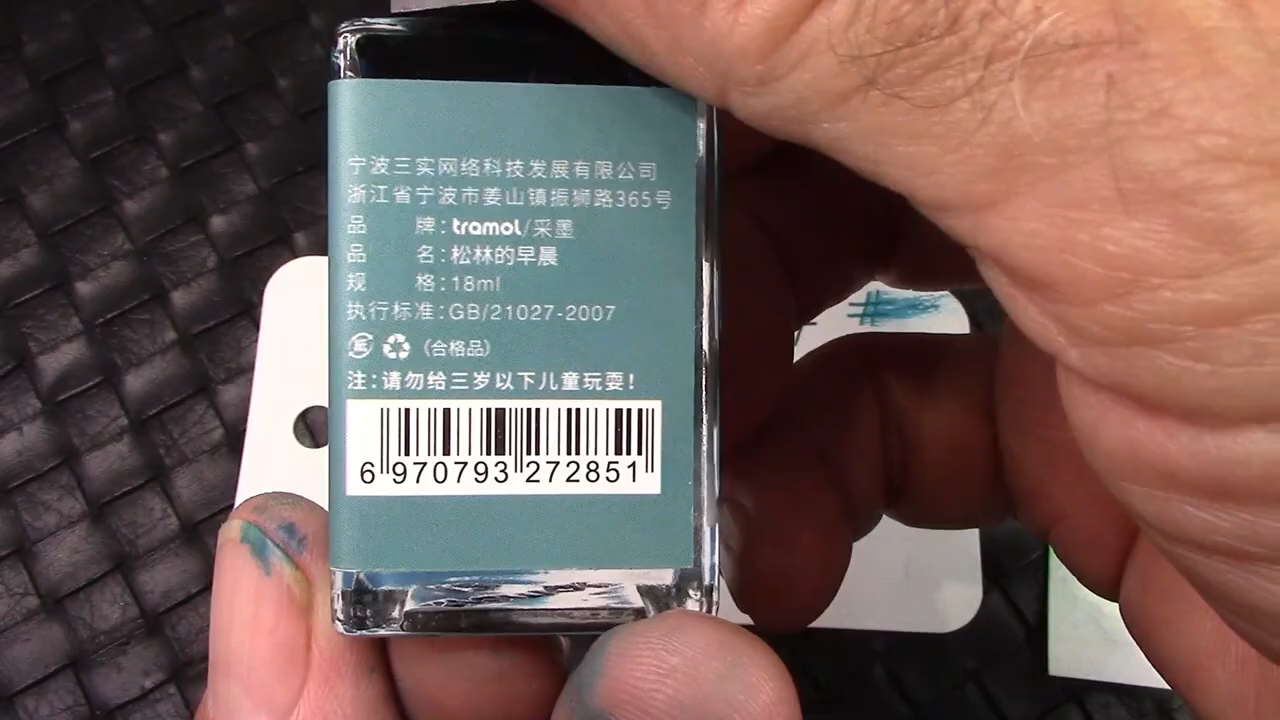 宁波三实网络科技发展有限公司
浙江省宁波市姜山镇振狮路365号
品 牌：tramol/采墨
品 名：松林的早晨
规 格：18ml
执行标准：GB/21027-2007
（合格品）
注：请勿给三岁以下儿童玩耍！
6 970793 272851